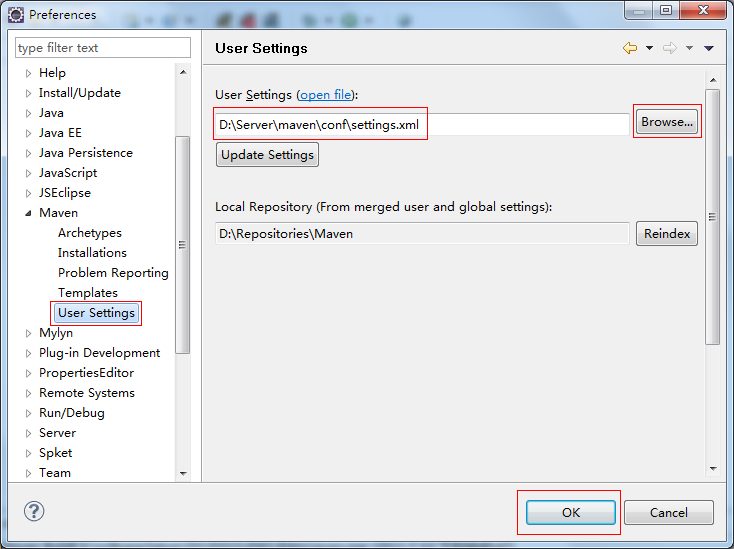 Preferences
type filter text
Help
Install/Update
Java
Java EE
Java Persistence
JavaScript
JSEclipse
Maven
Archetypes
Installations
Problem Reporting
Templates
User Settings
Mylyn
Plug-in Development
PropertiesEditor
Remote Systems
Run/Debug
Server
Spket
Team
User Settings
User Settings (open file):
D:\Server\maven\conf\settings.xml
Browse...
Update Settings
Local Repository (From merged user and global settings):
D:\Repositories\Maven
Reindex
?
OK
Cancel